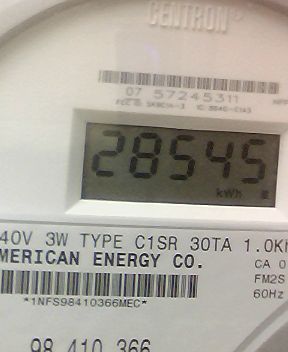 CENTRON®
07 57245311
28545
kWh
40V 3W TYPE C1SR 30TA 1.0K
MERICAN ENERGY CO.
CA 0
FM2S
60Hz
*1NFS98410366MEC*
98 410 366